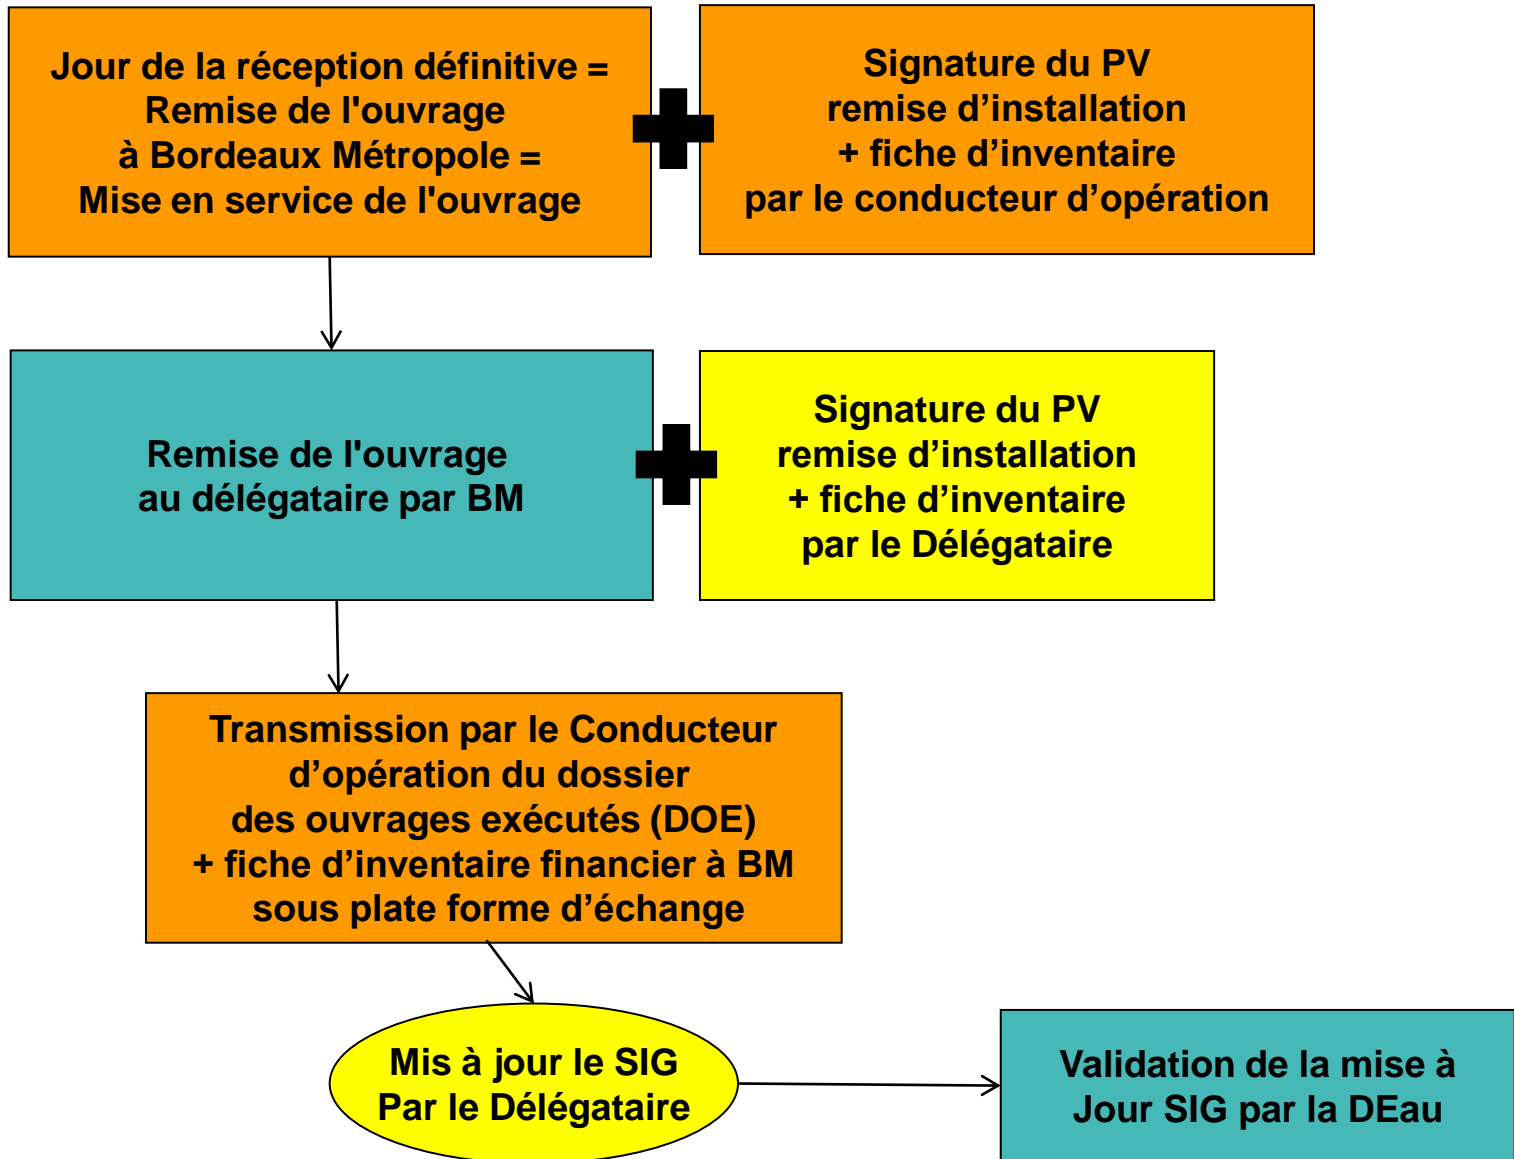 Jour de la réception définitive =
Remise de l'ouvrage
à Bordeaux Métropole =
Mise en service de l'ouvrage
Signature du PV
remise d’installation
+ fiche d’inventaire
par le conducteur d’opération
Remise de l'ouvrage
au délégataire par BM
Signature du PV
remise d’installation
+ fiche d’inventaire
par le Délégataire
Transmission par le Conducteur
d’opération du dossier
des ouvrages exécutés (DOE)
+ fiche d’inventaire financier à BM
sous plate forme d’échange
Mis à jour le SIG
Par le Délégataire
Validation de la mise à
Jour SIG par la DEau